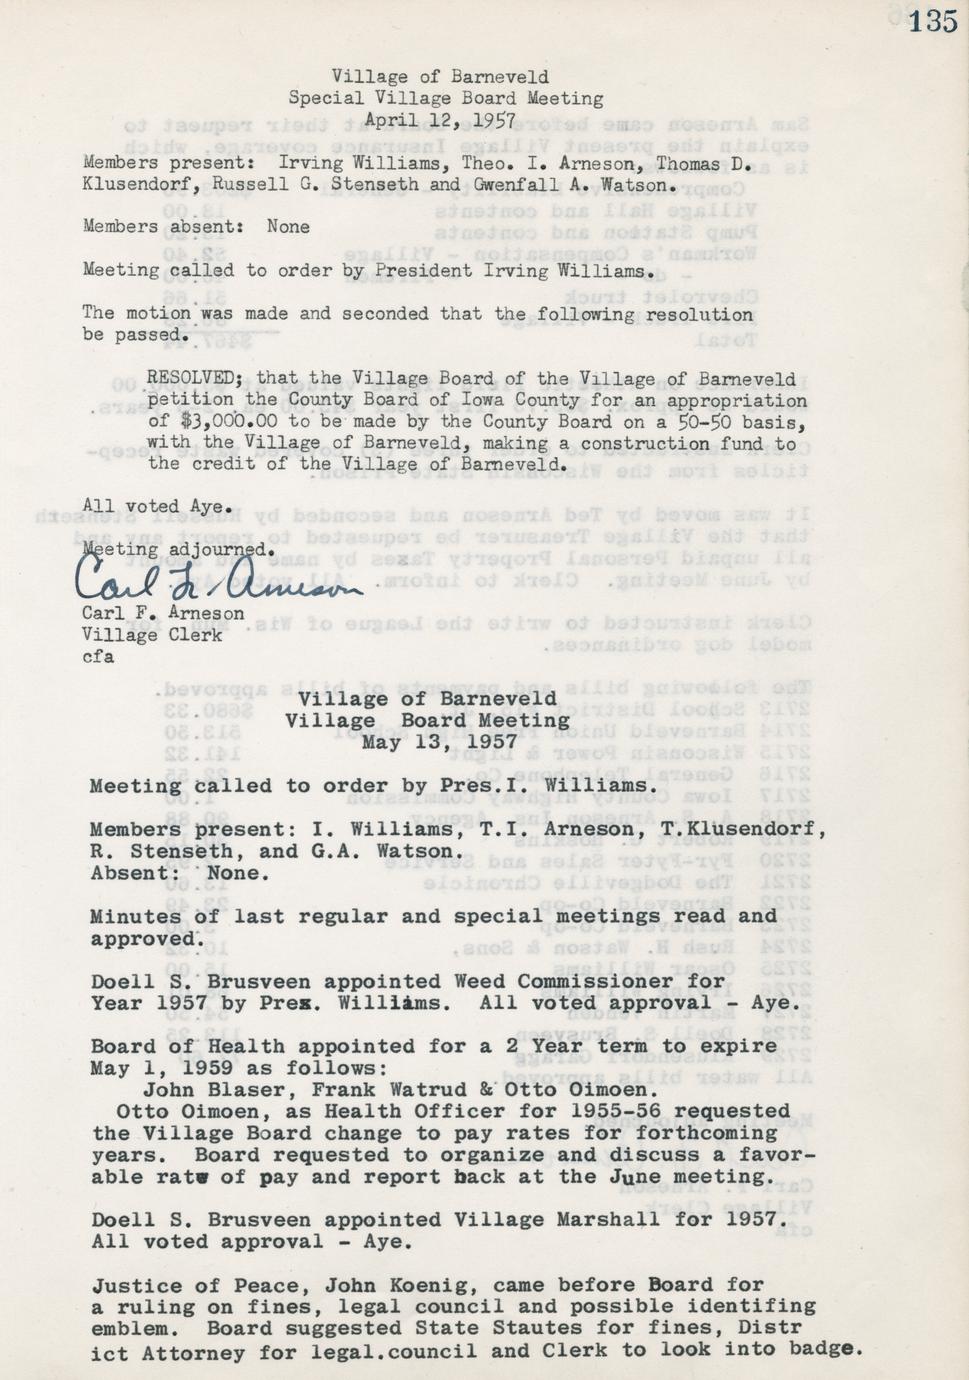 135
Village of Barneveld
Special Village Board Meeting
April 12, 1957
Members present:  Irving Williams, Theo. I. Arneson, Thomas D.
Klusendorf, Russell G. Stenseth and Gwenfall A. Watson.
Members absent:  None
Meeting called to order by President Irving Williams.
The motion was made and seconded that the following resolution
be passed.
RESOLVED; that the Village Board of the Village of Barneveld
petition the County Board of Iowa County for an appropriation
of $3,000.00 to be made by the County Board on a 50-50 basis,
with the Village of Barneveld, making a construction fund to
the credit of the Village of Barneveld.
All voted Aye.
Meeting adjourned.
Carl F. Arneson
Carl F. Arneson
Village Clerk
cfa
Village of Barneveld
Village  Board Meeting
May 13, 1957
Meeting called to order by Pres.I. Williams.
Members present: I. Williams, T.I. Arneson, T.Klusendorf,
R. Stenseth, and G.A. Watson.
Absent:  None.
Minutes of last regular and special meetings read and
approved.
Doell S. Brusveen appointed Weed Commissioner for
Year 1957 by Pres. Williams.  All voted approval - Aye.
Board of Health appointed for a 2 Year term to expire
May 1, 1959 as follows:
John Blaser, Frank Watrud & Otto Oimoen.
Otto Oimoen, as Health Officer for 1955-56 requested
the Village Board change to pay rates for forthcoming
years.  Board requested to organize and discuss a favor-
able rate of pay and report back at the June meeting.
Doell S. Brusveen appointed Village Marshall for 1957.
All voted approval - Aye.
Justice of Peace, John Koenig, came before Board for
a ruling on fines, legal council and possible identifing
emblem.  Board suggested State Stautes for fines, Distr
ict Attorney for legal.council and Clerk to look into badge.